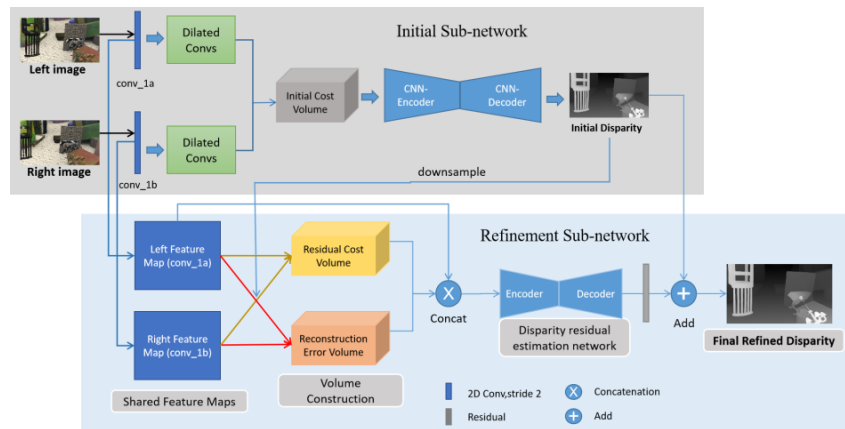 Initial Sub-network
Left image
conv_1a
Dilated
Convs
Right image
conv_1b
Dilated
Convs
Initial Cost
Volume
CNN-
Encoder
CNN-
Decoder
Initial Disparity
downsample
Refinement Sub-network
Left Feature
Map (conv_1a)
Right Feature
Map (conv_1b)
Shared Feature Maps
Residual Cost
Volume
Reconstruction
Error Volume
Volume
Construction
X
Concat
Encoder
Decoder
Disparity residual
estimation network
+
Add
Final Refined Disparity
2D Conv,stride 2
X
Concatenation
Residual
+
Add